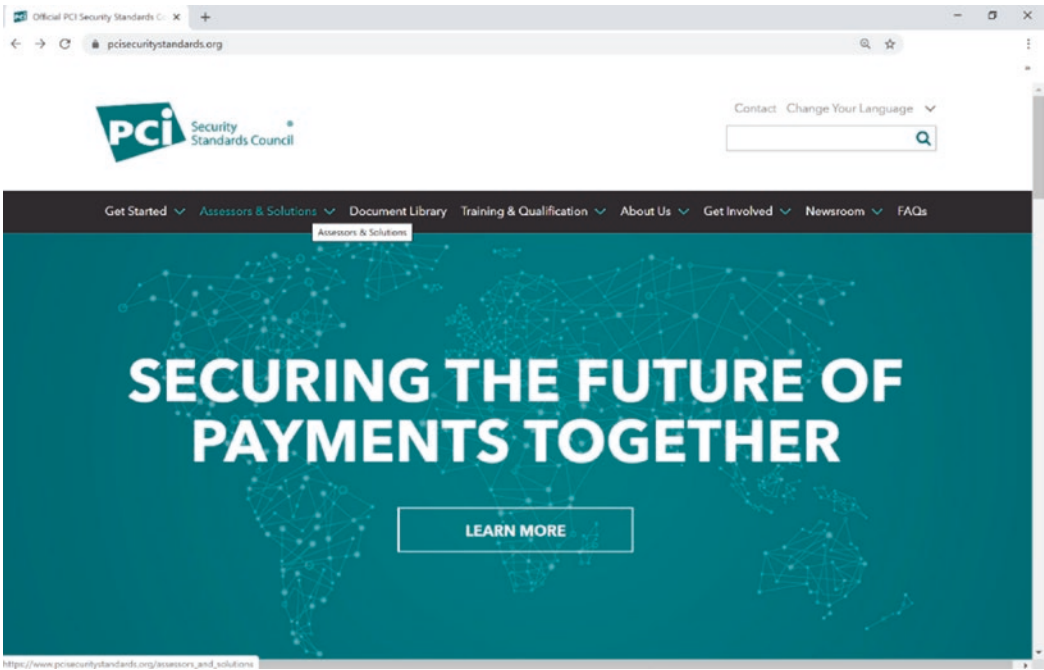 Official PCI Security Standards Co
pcisecuritystandards.org
Contact Change Your Language
PCi Security Standards Council ®
Get Started Assessors & Solutions Document Library Training & Qualification About Us Get Involved Newsroom FAQs
Assessors & Solutions
SECURING THE FUTURE OF
PAYMENTS TOGETHER
LEARN MORE
https://www.pcisecuritystandards.org/assessors_and_solutions